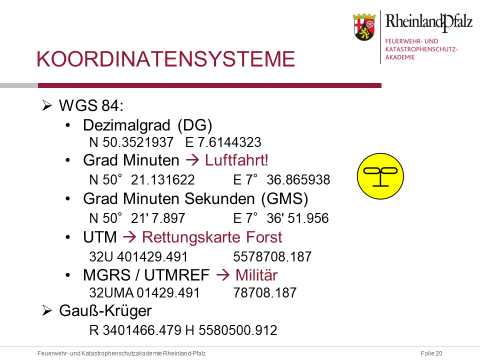 RheinlandPfalz
FEUERWEHR- UND
KATASTROPHENSCHUTZ-
AKADEMIE
KOORDINATENSYSTEME
➢ WGS 84:
• Dezimalgrad (DG)
N 50.3521937 E 7.6144323
• Grad Minuten → Luftfahrt!
N 50° 21.131622 E 7° 36.865938
• Grad Minuten Sekunden (GMS)
N 50° 21' 7.897 E 7° 36' 51.956
• UTM → Rettungskarte Forst
32U 401429.491 5578708.187
• MGRS / UTMREF → Militär
32UMA 01429.491 78708.187
➢ Gauß-Krüger
R 3401466.479 H 5580500.912
Feuerwehr- und Katastrophenschutzakademie Rheinland-Pfalz Folie 20